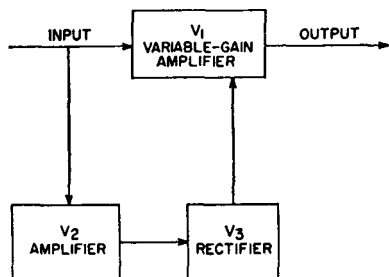 INPUT
V1
VARIABLE-GAIN
AMPLIFIER
OUTPUT
V2
AMPLIFIER
V3
RECTIFIER